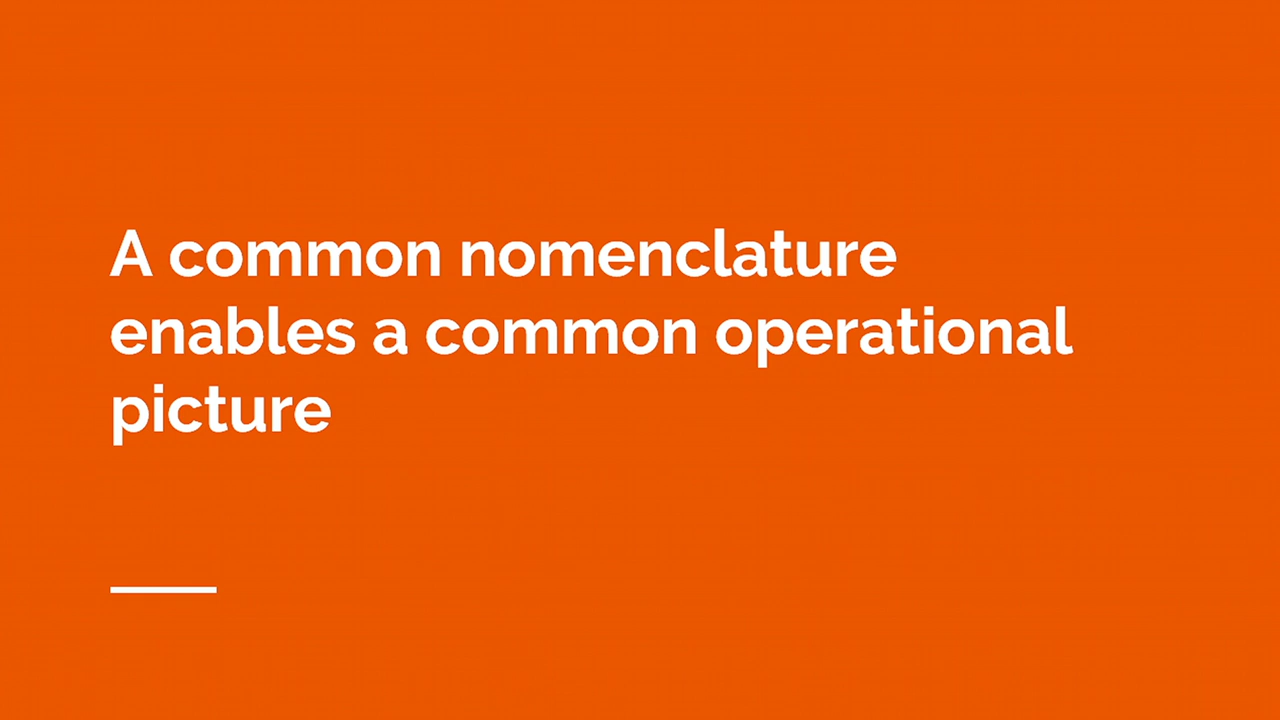 A common nomenclature
enables a common operational
picture